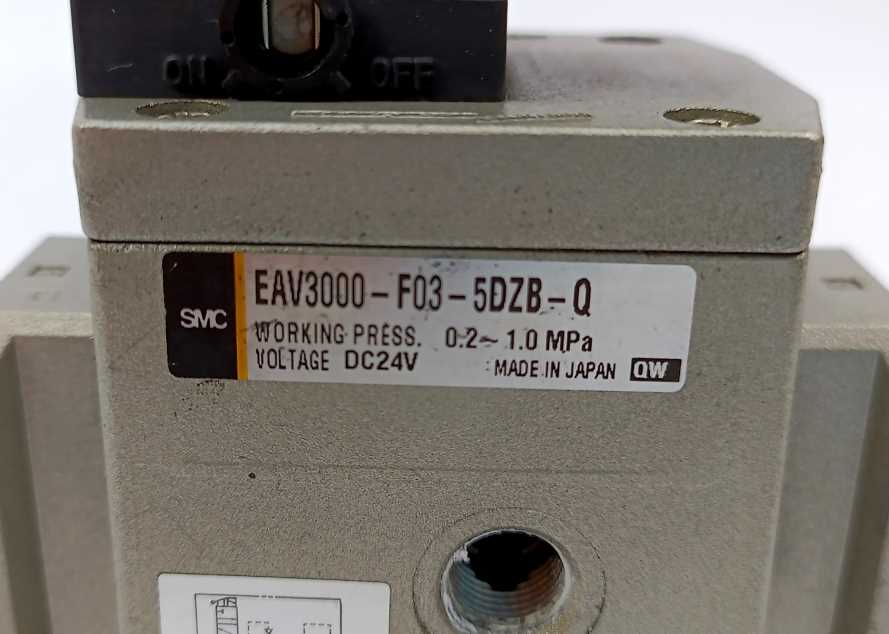 ON OFF
SMC
EAV3000-F03-5DZB-Q
WORKING PRESS. 0.2~1.0 MPa
VOLTAGE DC24V MADE IN JAPAN QW